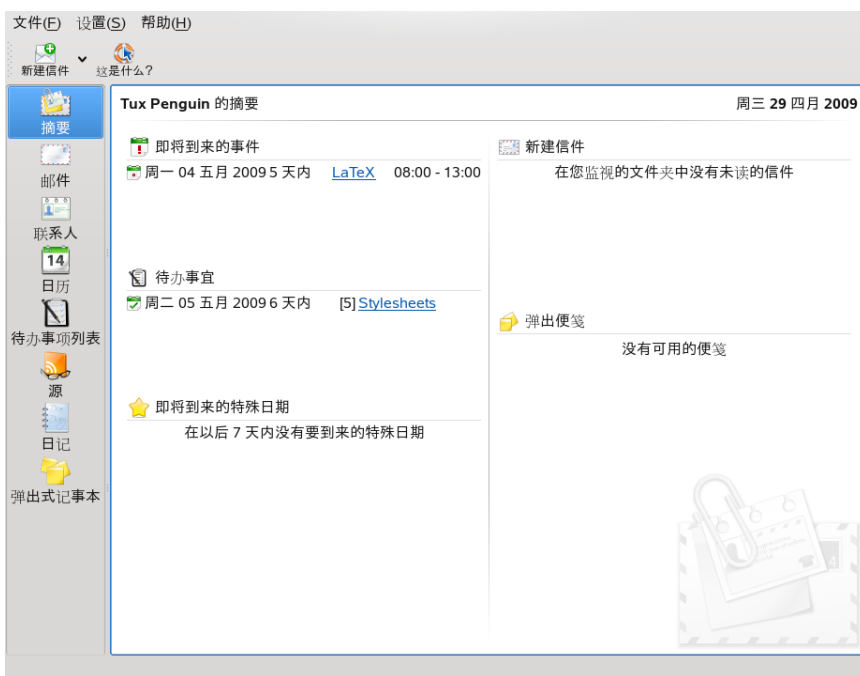 文件(F) 设置(S) 帮助(H)
新建信件 这是什么?
摘要
邮件
联系人
14
日历
待办事项列表
源
日记
弹出式记事本
Tux Penguin 的摘要 周三 29 四月 2009
即将到来的事件
周一 04 五月 2009 5 天内 LaTeX 08:00 - 13:00
待办事宜
周二 05 五月 2009 6 天内 [5] Stylesheets
即将到来的特殊日期
在以后 7 天内没有要到来的特殊日期
新建信件
在您监视的文件夹中没有未读的信件
弹出便笺
没有可用的便笺